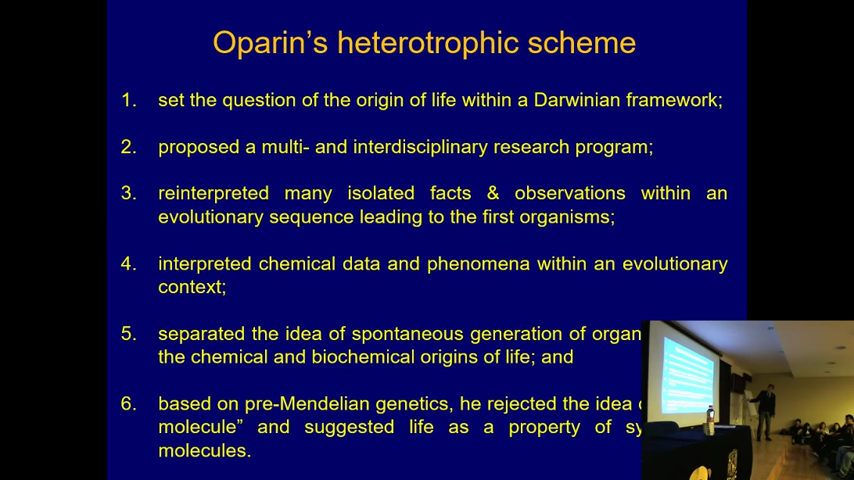 Oparin's heterotrophic scheme
1. set the question of the origin of life within a Darwinian framework;
2. proposed a multi- and interdisciplinary research program;
3. reinterpreted many isolated facts & observations within an
evolutionary sequence leading to the first organisms;
4. interpreted chemical data and phenomena within an evolutionary
context;
5. separated the idea of spontaneous generation of
the chemical and biochemical origins of life; and
6. based on pre-Mendelian genetics, he rejected the idea
molecule” and suggested life as a property of
molecules.